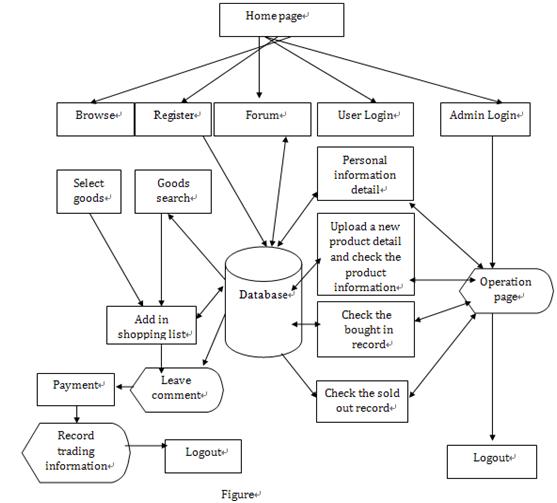 Home page
Browse
Register
Forum
User Login
Admin Login
Personal
information
detail
Select
goods
Goods
search
Upload a new
product detail
and check the
product
information
Database
Operation
page
Add in
shopping list
Check the
bought in
record
Payment
Leave
comment
Check the sold
out record
Record
trading
information
Logout
Logout
Figure